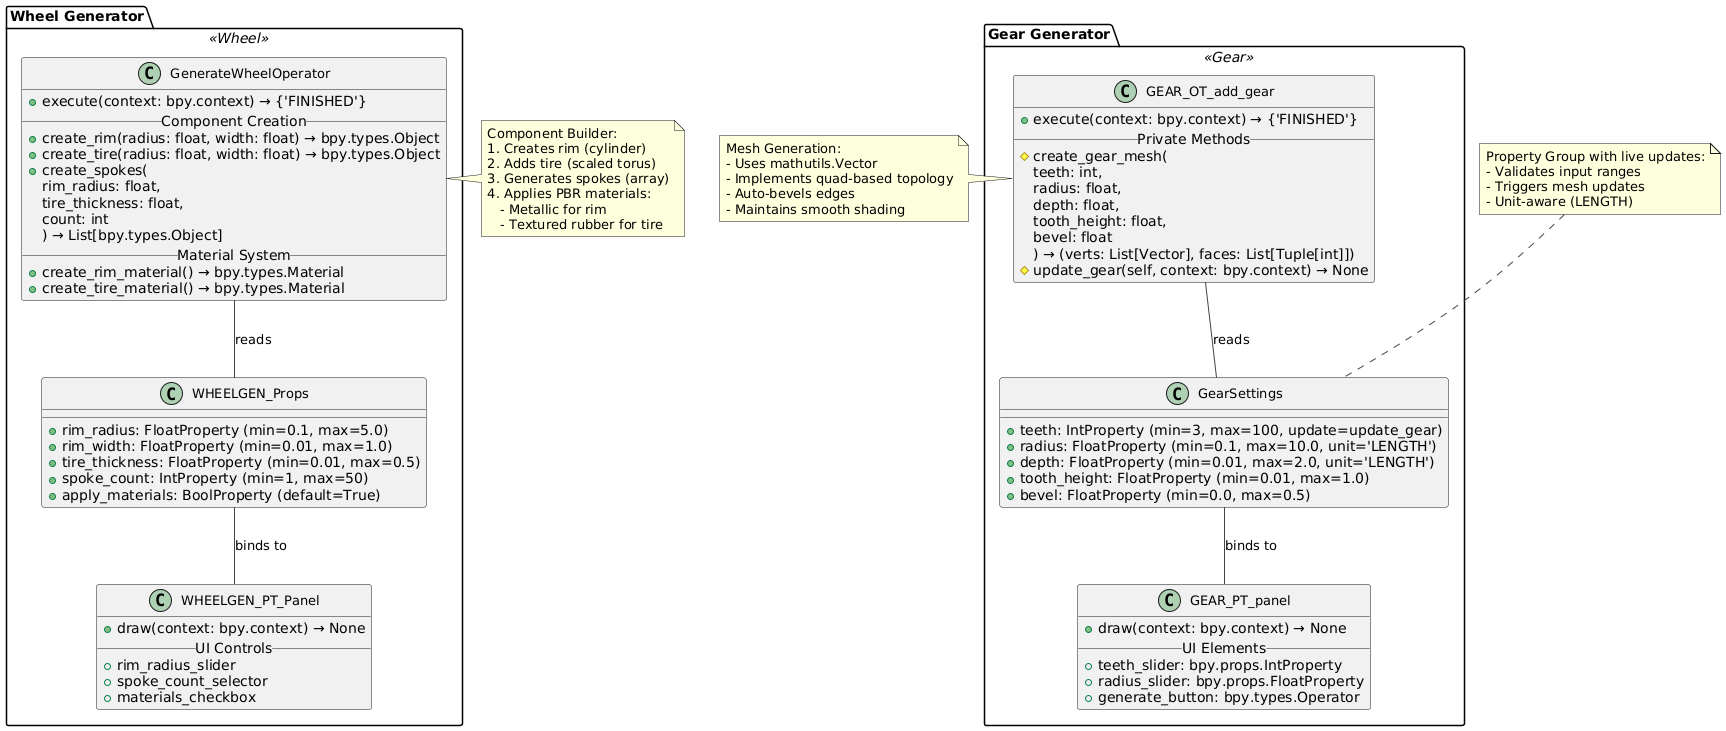 Wheel Generator
«Wheel»
C GenerateWheelOperator
execute(context: bpy.context) → {'FINISHED'}
Component Creation
create_rim(radius: float, width: float) → bpy.types.Object
create_tire(radius: float, width: float) → bpy.types.Object
create_spokes(
rim_radius: float,
tire_thickness: float,
count: int
) → List[bpy.types.Object]
Material System
create_rim_material() → bpy.types.Material
create_tire_material() → bpy.types.Material
Component Builder:
1. Creates rim (cylinder)
2. Adds tire (scaled torus)
3. Generates spokes (array)
4. Applies PBR materials:
- Metallic for rim
- Textured rubber for tire
reads
C WHEELGEN_Props
rim_radius: FloatProperty (min=0.1, max=5.0)
rim_width: FloatProperty (min=0.01, max=1.0)
tire_thickness: FloatProperty (min=0.01, max=0.5)
spoke_count: IntProperty (min=1, max=50)
apply_materials: BoolProperty (default=True)
binds to
C WHEELGEN_PT_Panel
draw(context: bpy.context) → None
UI Controls
rim_radius_slider
spoke_count_selector
materials_checkbox
Gear Generator
«Gear»
C GEAR_OT_add_gear
execute(context: bpy.context) → {'FINISHED'}
Private Methods
create_gear_mesh(
teeth: int,
radius: float,
depth: float,
tooth_height: float,
bevel: float
) → (verts: List[Vector], faces: List[Tuple[int]])
update_gear(self, context: bpy.context) → None
Mesh Generation:
- Uses mathutils.Vector
- Implements quad-based topology
- Auto-bevels edges
- Maintains smooth shading
Property Group with live updates:
- Validates input ranges
- Triggers mesh updates
- Unit-aware (LENGTH)
reads
C GearSettings
teeth: IntProperty (min=3, max=100, update=update_gear)
radius: FloatProperty (min=0.1, max=10.0, unit='LENGTH')
depth: FloatProperty (min=0.01, max=2.0, unit='LENGTH')
tooth_height: FloatProperty (min=0.01, max=1.0)
bevel: FloatProperty (min=0.0, max=0.5)
binds to
C GEAR_PT_panel
draw(context: bpy.context) → None
UI Elements
teeth_slider: bpy.props.IntProperty
radius_slider: bpy.props.FloatProperty
generate_button: bpy.types.Operator